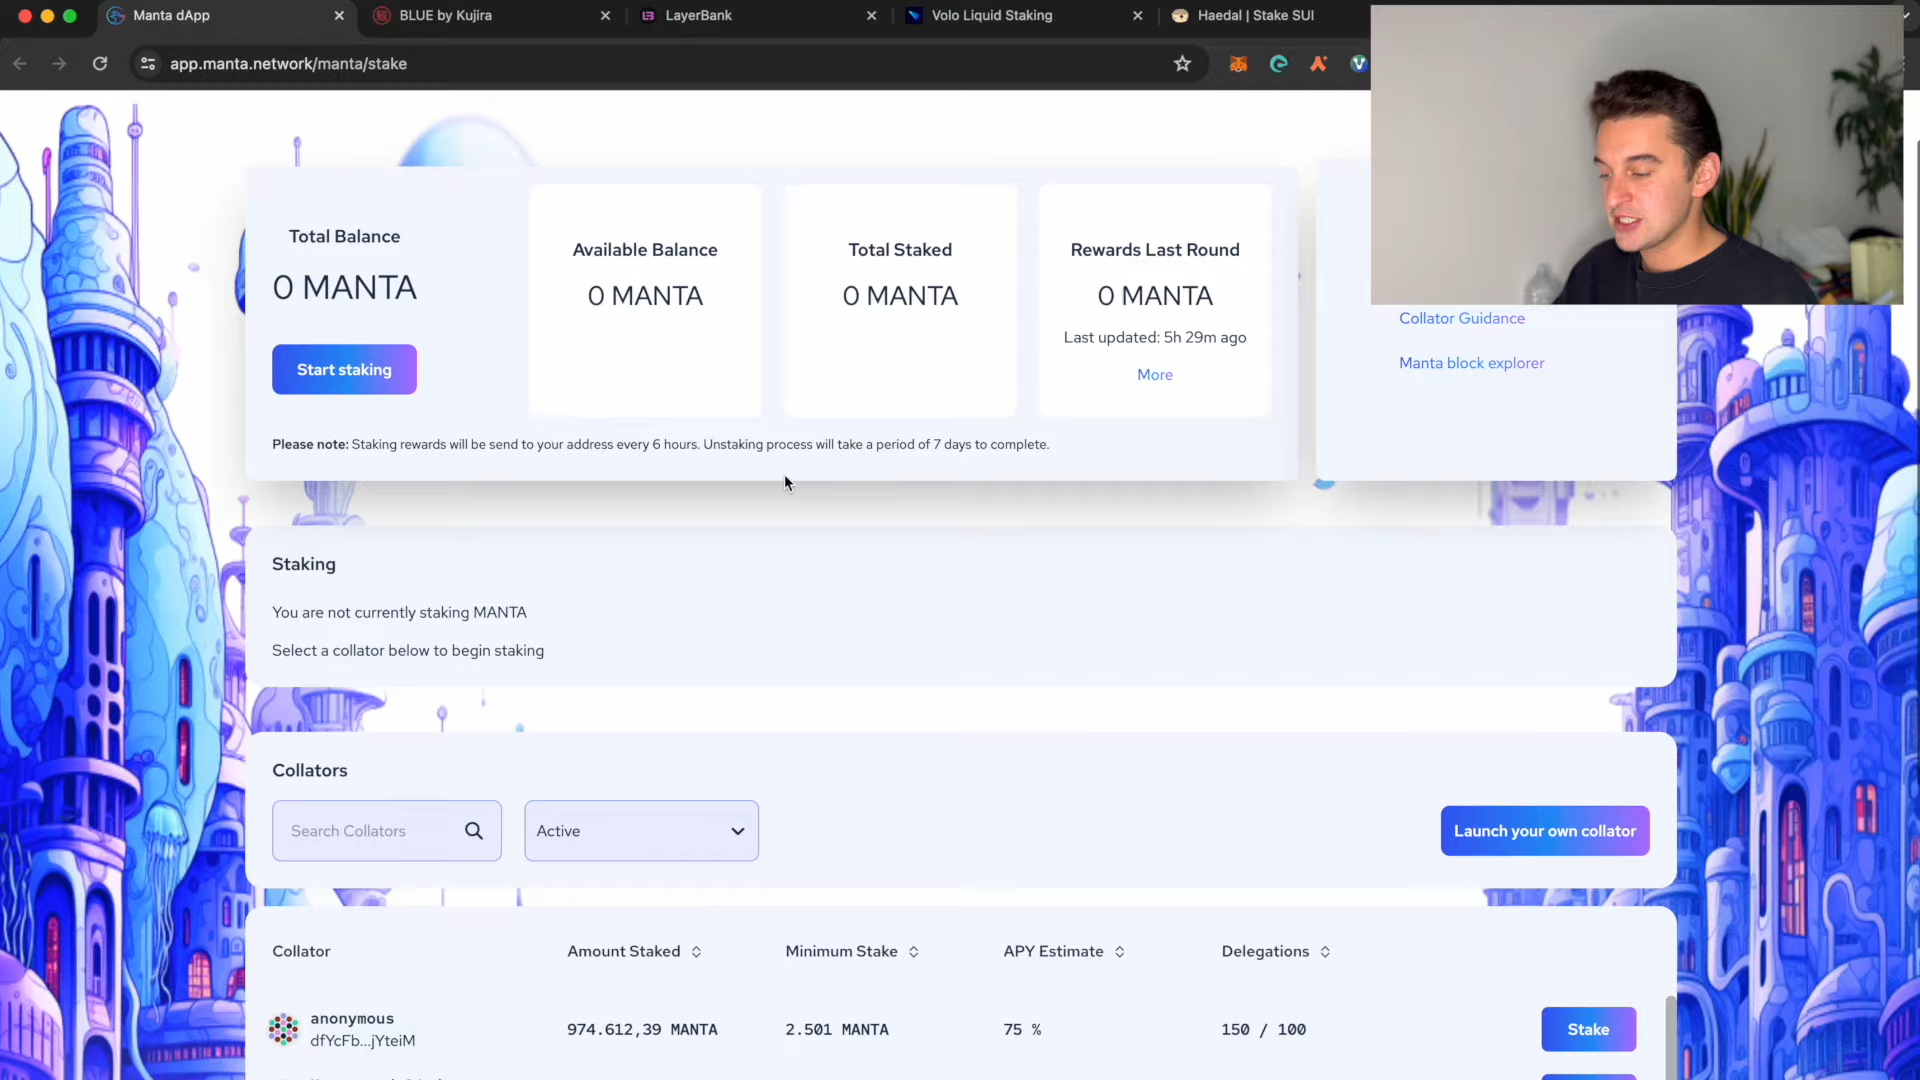 Manta dApp
BLUE by Kujira
LayerBank
Volo Liquid Staking
Haedal | Stake SUI
app.manta.network/manta/stake
Total Balance
0 MANTA
Start staking
Available Balance
0 MANTA
Total Staked
0 MANTA
Rewards Last Round
0 MANTA
Last updated: 5h 29m ago
More
Please note: Staking rewards will be send to your address every 6 hours. Unstaking process will take a period of 7 days to complete.
Collator Guidance
Manta block explorer
Staking
You are not currently staking MANTA
Select a collator below to begin staking
Collators
Search Collators
Active
Launch your own collator
Collator
Amount Staked
Minimum Stake
APY Estimate
Delegations
anonymous
dfYcFb...jYteiM
974.612,39 MANTA
2.501 MANTA
75 %
150 / 100
Stake